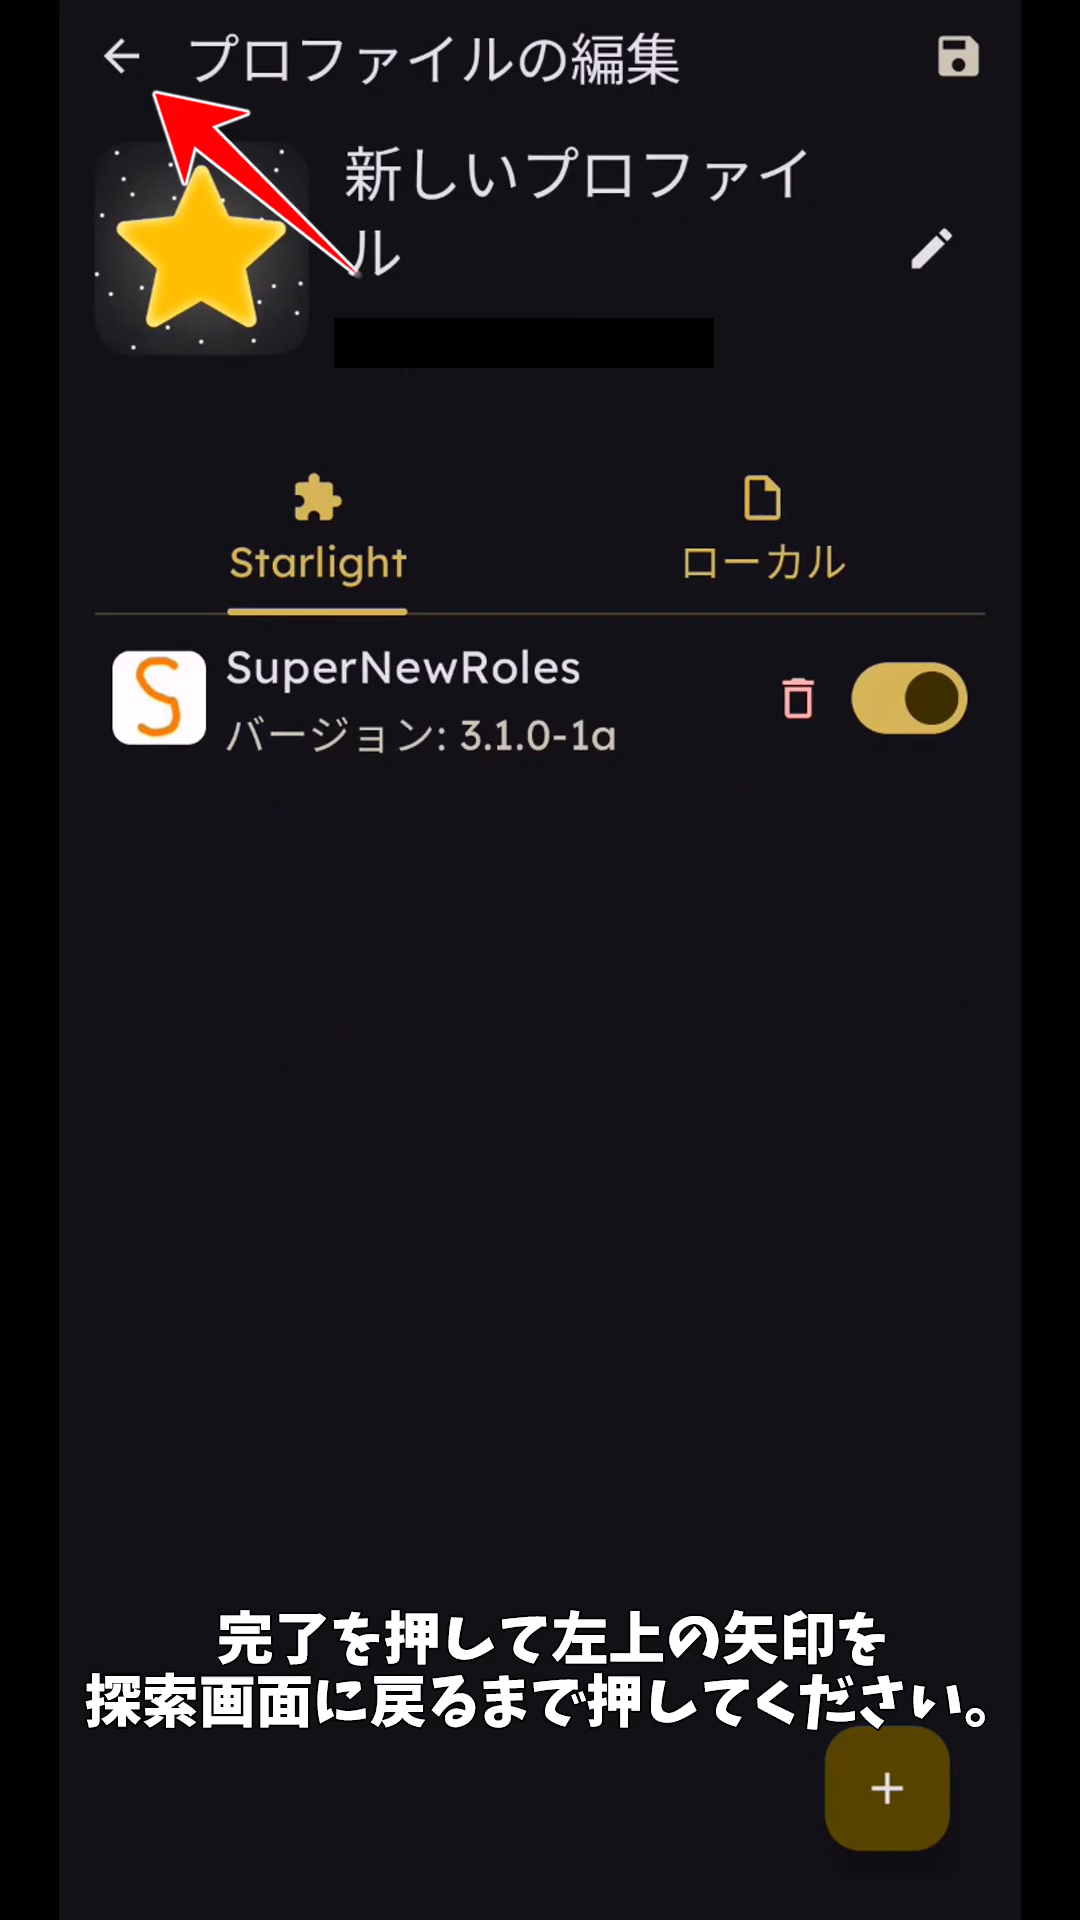 プロファイルの編集
新しいプロファイ
ル
Starlight
ローカル
SuperNewRoles
バージョン: 3.1.0-1a
完了を押して左上の矢印を
探索画面に戻るまで押してください。